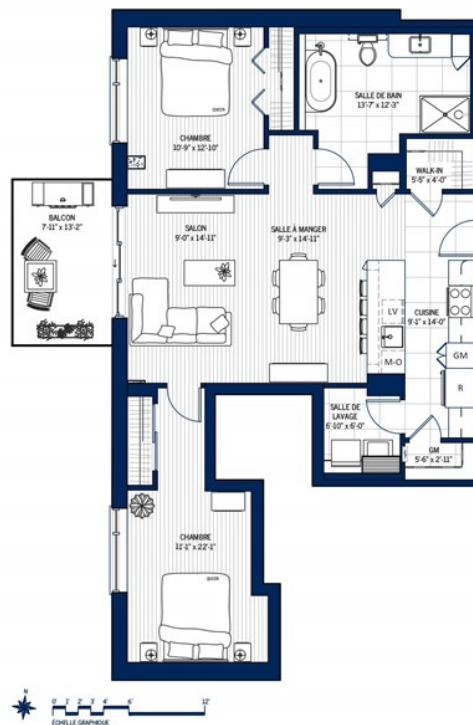 SALLE DE BAIN
13'-7" x 12'-3"
QUEEN
CHAMBRE
10'-9" x 12'-10"
WALK-IN
5'-5" x 4'-0"
BALCON
7'-11" x 13'-2"
SALON
9'-0" x 14'-11"
SALLE À MANGER
9'-3" x 14'-11"
CUISINE
9'-1" x 14'-0"
LV
M-O
GM
R
SALLE DE
LAVAGE
6'-10" x 6'-0"
GM
5'-6" x 2'-11"
CHAMBRE
11'-1" x 22'-1"
QUEEN
N
0' 1' 2' 3' 4' 6' 12'
ÉCHELLE GRAPHIQUE